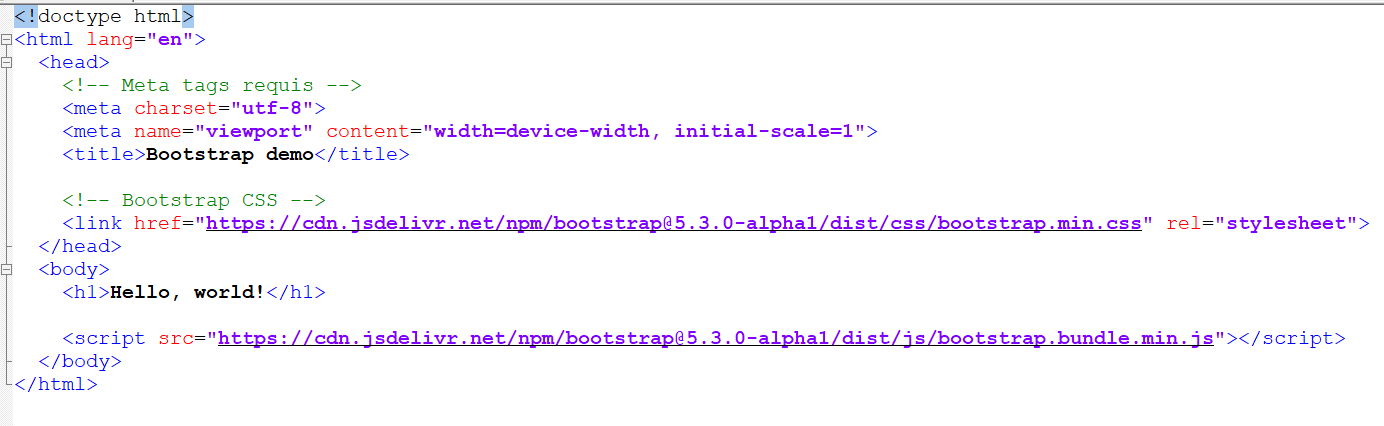 <!doctype html>
<html lang="en">
<head>
<!-- Meta tags requis -->
<meta charset="utf-8">
<meta name="viewport" content="width=device-width, initial-scale=1">
<title>Bootstrap demo</title>
<!-- Bootstrap CSS -->
<link href="https://cdn.jsdelivr.net/npm/bootstrap@5.3.0-alpha1/dist/css/bootstrap.min.css" rel="stylesheet">
</head>
<body>
<h1>Hello, world!</h1>
<script src="https://cdn.jsdelivr.net/npm/bootstrap@5.3.0-alpha1/dist/js/bootstrap.bundle.min.js"></script>
</body>
</html>